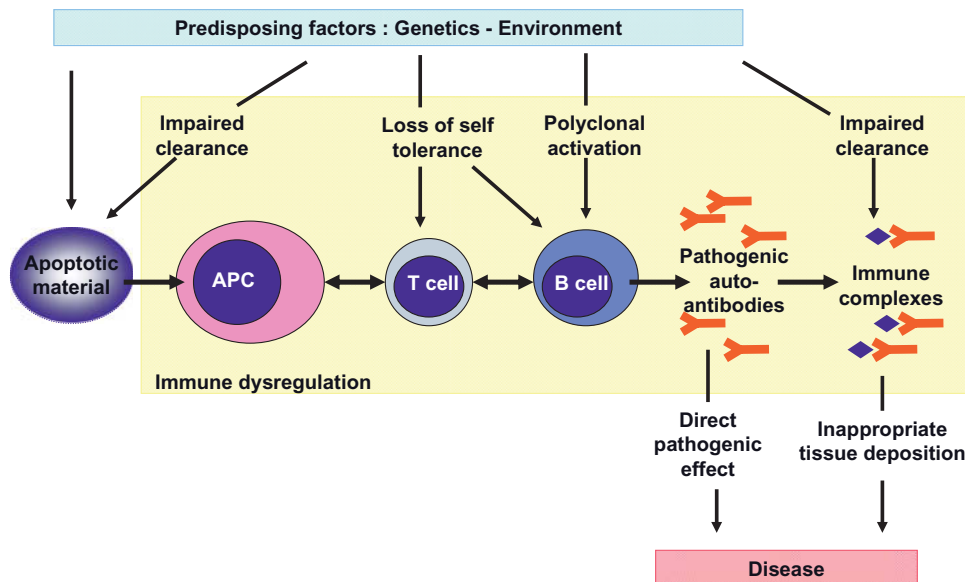 Predisposing factors : Genetics - Environment
Impaired
clearance
Loss of self
tolerance
Polyclonal
activation
Impaired
clearance
Apoptotic
material
APC
T cell
B cell
Pathogenic
auto-
antibodies
Immune
complexes
Immune dysregulation
Direct
pathogenic
effect
Inappropriate
tissue deposition
Disease